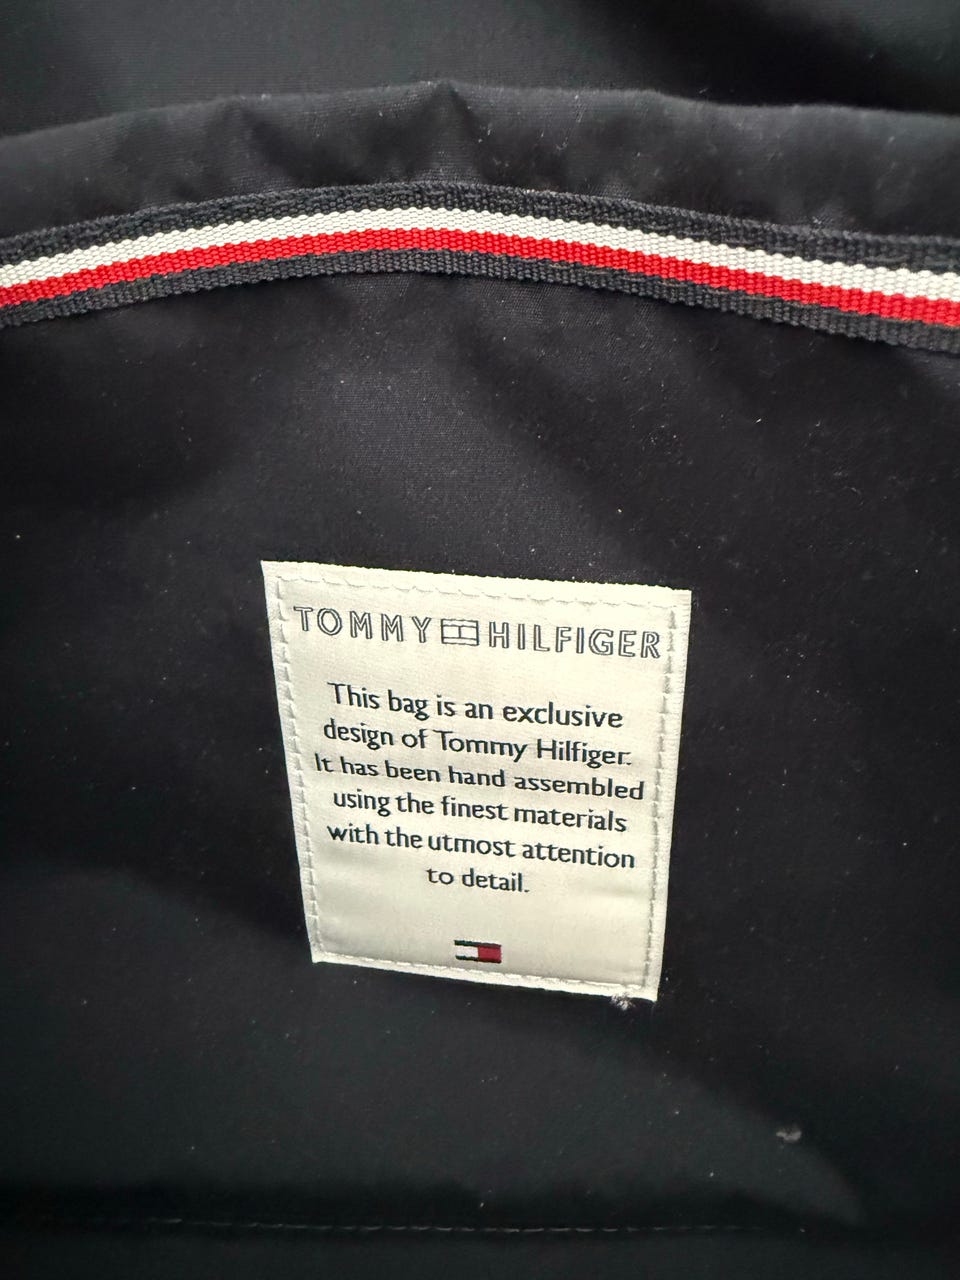 TOMMY HILFIGER
This bag is an exclusive
design of Tommy Hilfiger.
It has been hand assembled
using the finest materials
with the utmost attention
to detail.